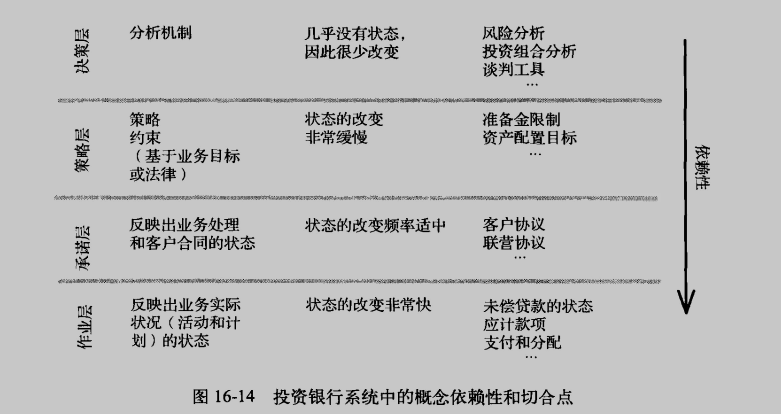 决策层
分析机制
几乎没有状态，
因此很少改变
风险分析
投资组合分析
谈判工具
…
策略层
策略
约束
（基于业务目标
或法律）
状态的改变
非常缓慢
准备金限制
资产配置目标
…
承诺层
反映出业务处理
和客户合同的状态
状态的改变频率适中
客户协议
联营协议
…
作业层
反映出业务实际
状况（活动和计
划）的状态
状态的改变非常快
未偿贷款的状态
应计款项
支付和分配
…
依赖性
图 16-14 投资银行系统中的概念依赖性和切合点